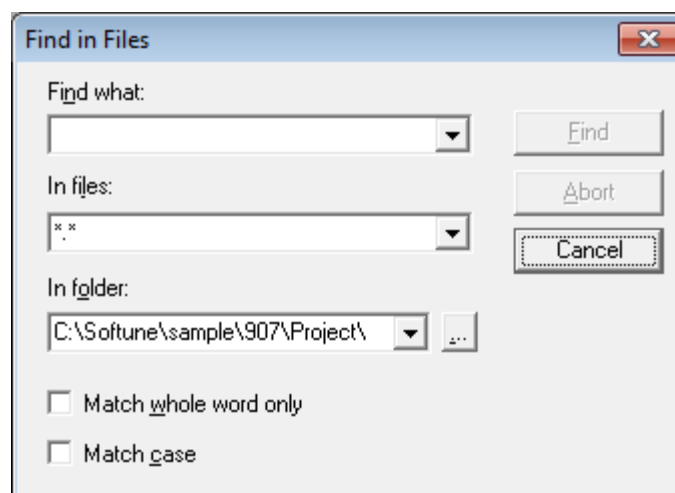 Find in Files
Find what:
Find
In files:
Abort
*.*
Cancel
In folder:
C:\Softune\sample\907\Project\
...
Match whole word only
Match case